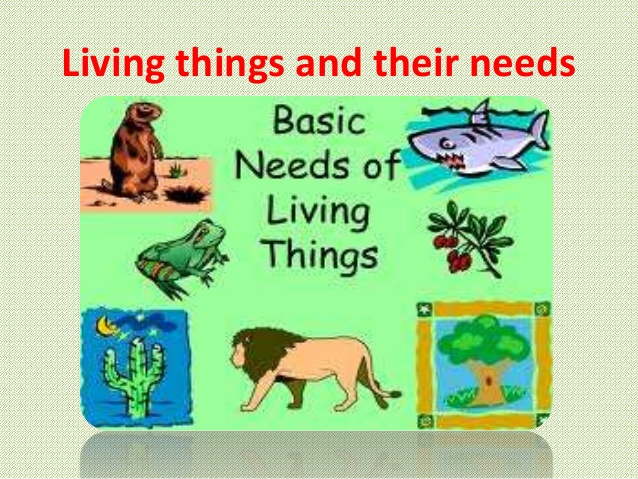 Living things and their needs
Basic
Needs of
Living
Things